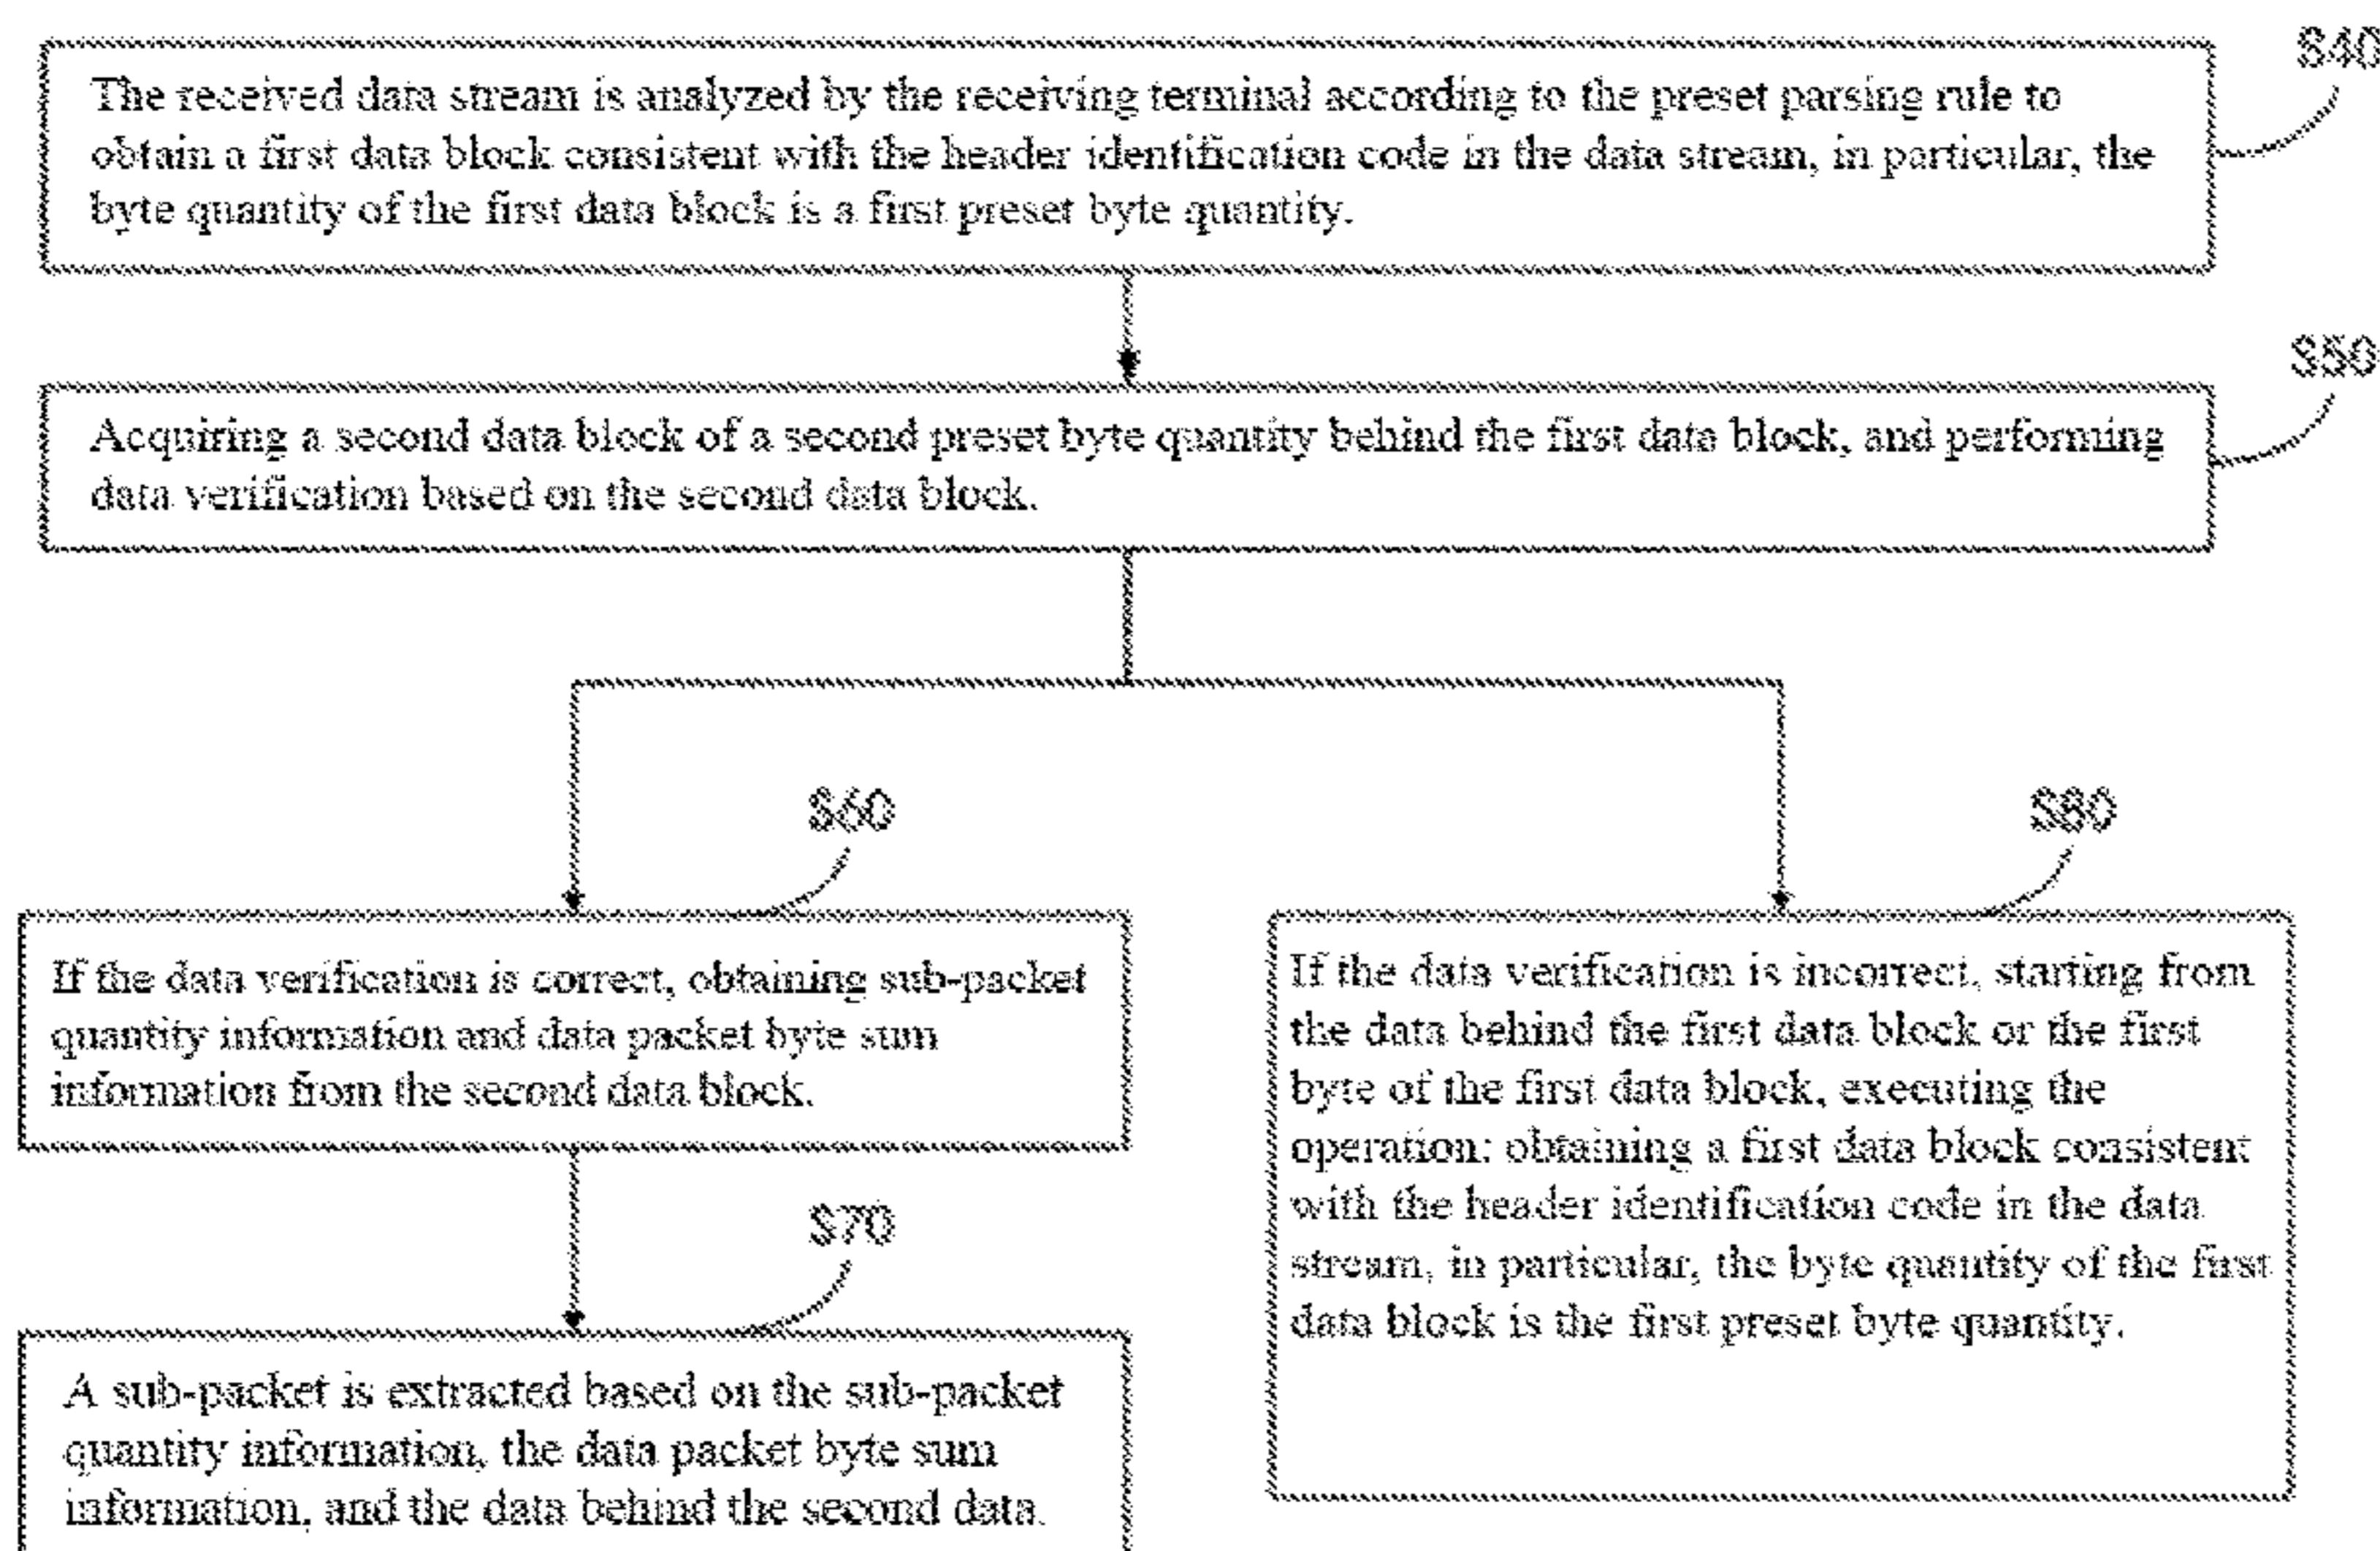 S40
The received data stream is analyzed by the receiving terminal according to the preset parsing rule to
obtain a first data block consistent with the header identification code in the data stream, in particular, the
byte quantity of the first data block is a first preset byte quantity.
S50
Acquiring a second data block of a second preset byte quantity behind the first data block, and performing
data verification based on the second data block.
S60
If the data verification is correct, obtaining sub-packet
quantity information and data packet byte sum
information from the second data block.
S70
A sub-packet is extracted based on the sub-packet
quantity information, the data packet byte sum
information, and the data behind the second data
S80
If the data verification is incorrect, starting from
the data behind the first data block or the first
byte of the first data block, executing the
operation: obtaining a first data block consistent
with the header identification code in the data
stream, in particular, the byte quantity of the first
data block is the first preset byte quantity.